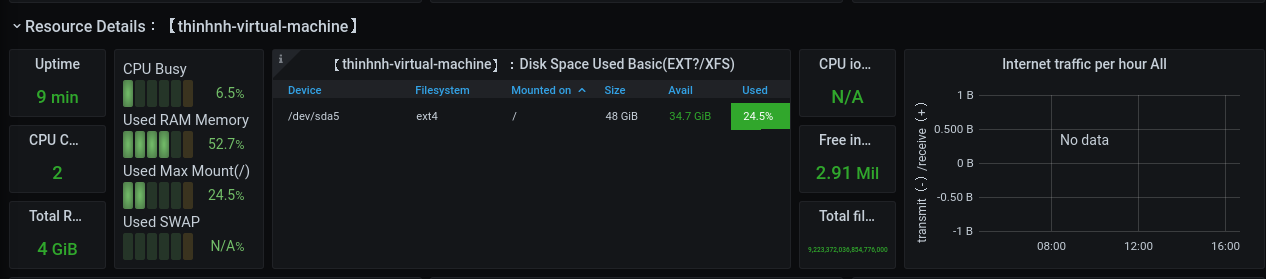 Resource Details：【thinhnh-virtual-machine】
Uptime
9 min
CPU C...
2
Total R...
4 GiB
CPU Busy
6.5%
Used RAM Memory
52.7%
Used Max Mount(/)
24.5%
Used SWAP
N/A%
i
【thinhnh-virtual-machine】：Disk Space Used Basic(EXT?/XFS)
Device Filesystem Mounted on Size Avail Used
/dev/sda5 ext4 / 48 GiB 34.7 GiB 24.5%
CPU io...
N/A
Free in...
2.91 Mil
Total fil...
9,223,372,036,854,776,000
Internet traffic per hour All
transmit（-）/receive（+）
1 B
0.500 B
0 B
-0.50 B
-1 B
No data
08:00 12:00 16:00